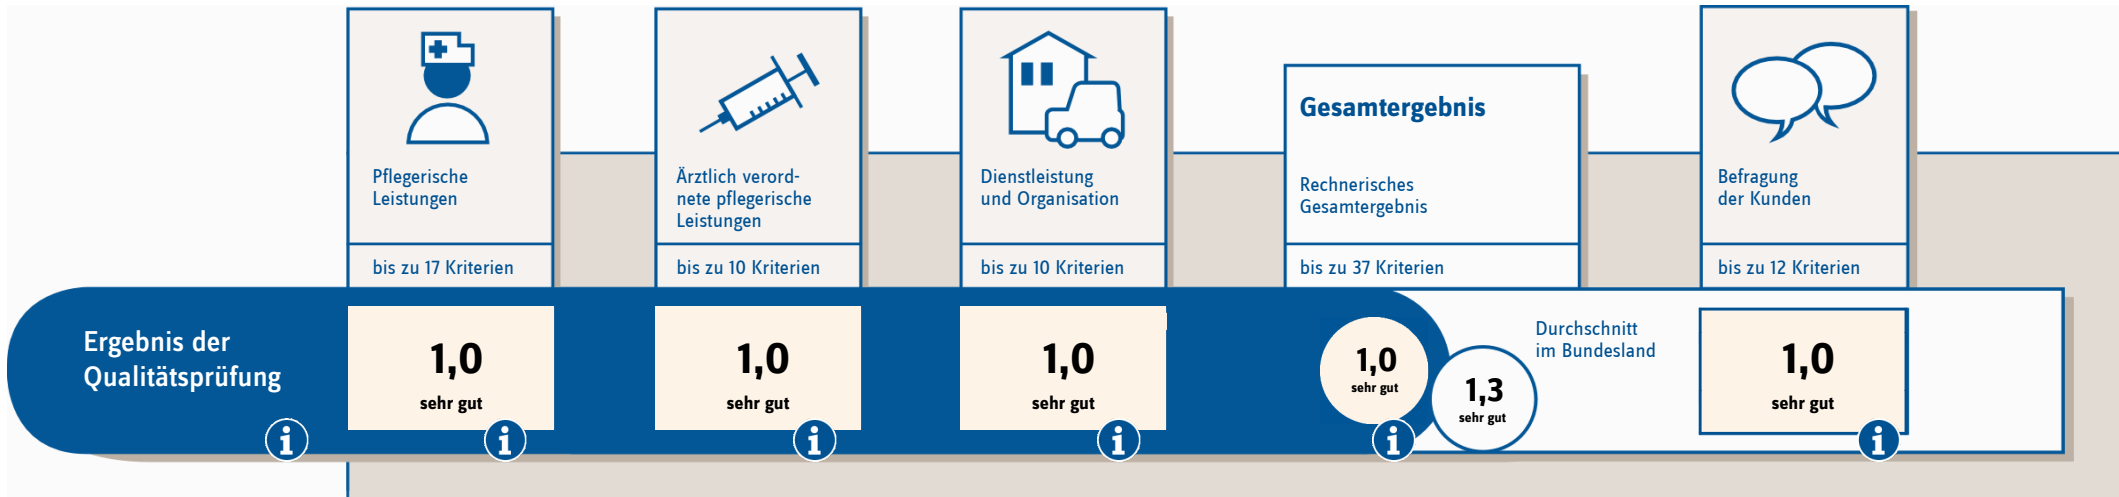 Pflegerische
Leistungen
bis zu 17 Kriterien
Ärztlich verord-
nete pflegerische
Leistungen
bis zu 10 Kriterien
Dienstleistung
und Organisation
bis zu 10 Kriterien
Gesamtergebnis
Rechnerisches
Gesamtergebnis
bis zu 37 Kriterien
Befragung
der Kunden
bis zu 12 Kriterien
Ergebnis der
Qualitätsprüfung
i
1,0
sehr gut
i
1,0
sehr gut
i
1,0
sehr gut
i
1,0
sehr gut
i
1,3
sehr gut
Durchschnitt
im Bundesland
1,0
sehr gut
i